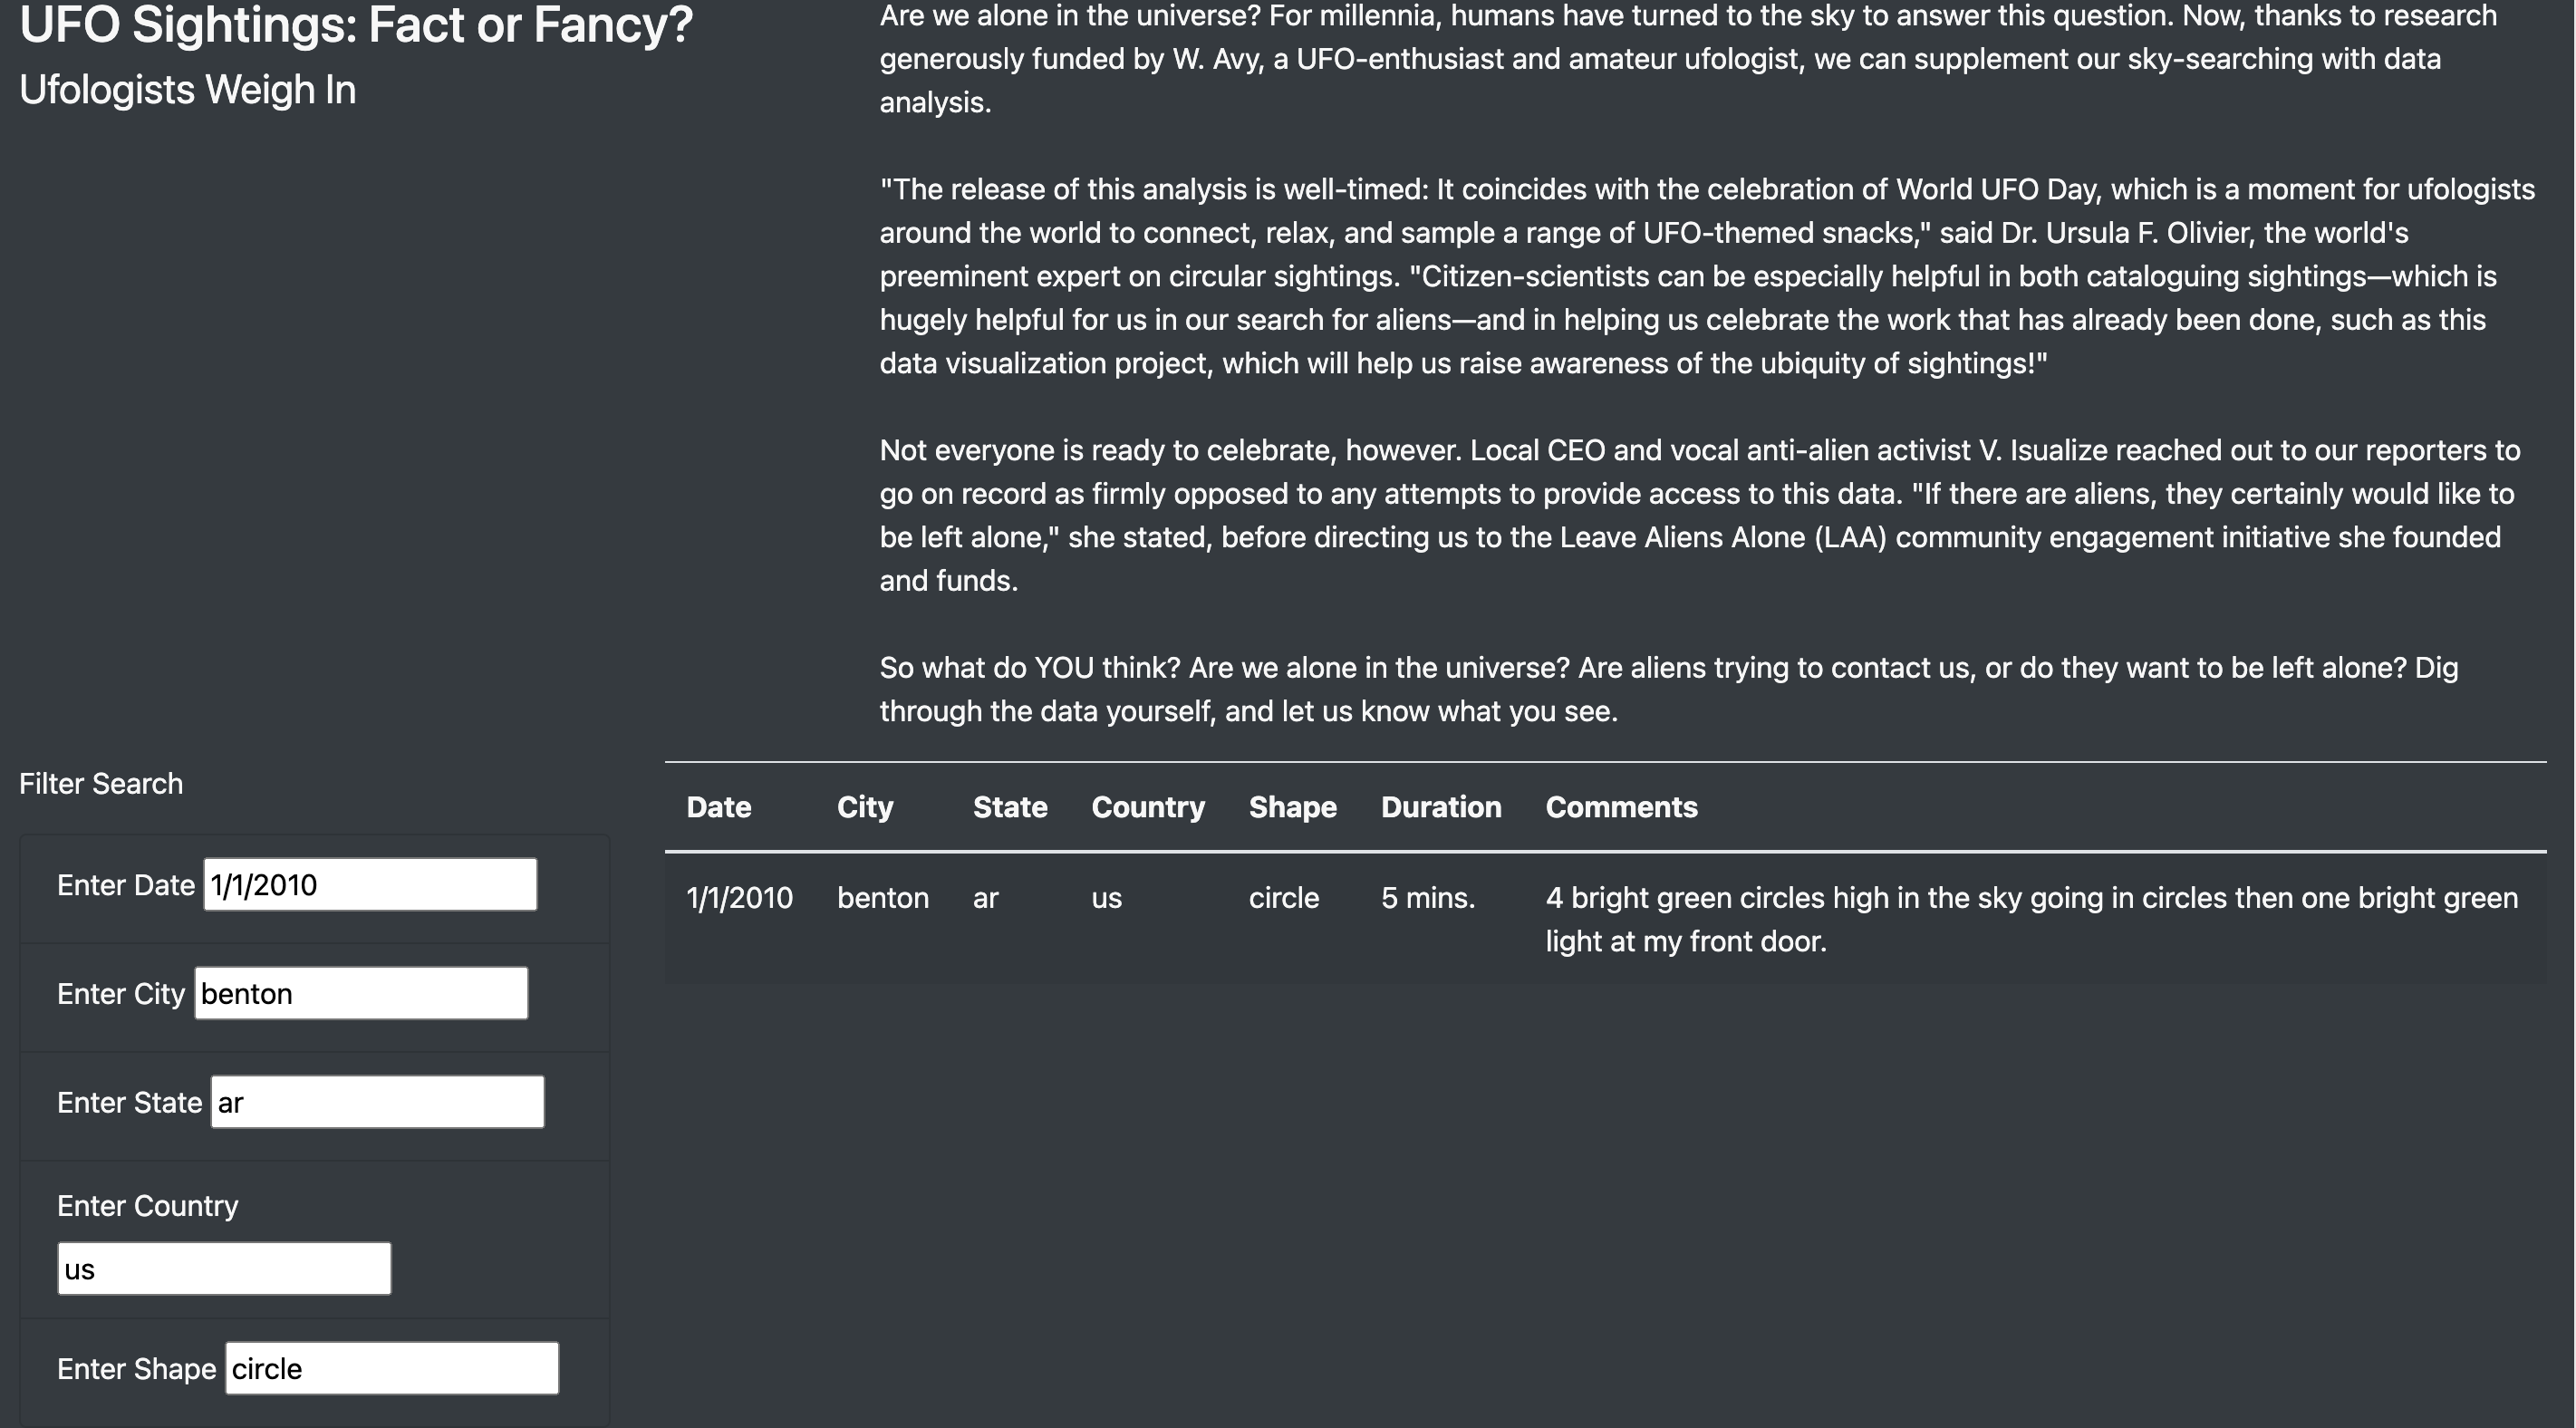 UFO Sightings: Fact or Fancy?
Ufologists Weigh In
Are we alone in the universe? For millennia, humans have turned to the sky to answer this question. Now, thanks to research
generously funded by W. Avy, a UFO-enthusiast and amateur ufologist, we can supplement our sky-searching with data
analysis.
"The release of this analysis is well-timed: It coincides with the celebration of World UFO Day, which is a moment for ufologists
around the world to connect, relax, and sample a range of UFO-themed snacks," said Dr. Ursula F. Olivier, the world's
preeminent expert on circular sightings. "Citizen-scientists can be especially helpful in both cataloguing sightings—which is
hugely helpful for us in our search for aliens—and in helping us celebrate the work that has already been done, such as this
data visualization project, which will help us raise awareness of the ubiquity of sightings!"
Not everyone is ready to celebrate, however. Local CEO and vocal anti-alien activist V. Isualize reached out to our reporters to
go on record as firmly opposed to any attempts to provide access to this data. "If there are aliens, they certainly would like to
be left alone," she stated, before directing us to the Leave Aliens Alone (LAA) community engagement initiative she founded
and funds.
So what do YOU think? Are we alone in the universe? Are aliens trying to contact us, or do they want to be left alone? Dig
through the data yourself, and let us know what you see.
Filter Search
Enter Date 1/1/2010
Enter City benton
Enter State ar
Enter Country
us
Enter Shape circle
Date City State Country Shape Duration Comments
1/1/2010 benton ar us circle 5 mins. 4 bright green circles high in the sky going in circles then one bright green
light at my front door.